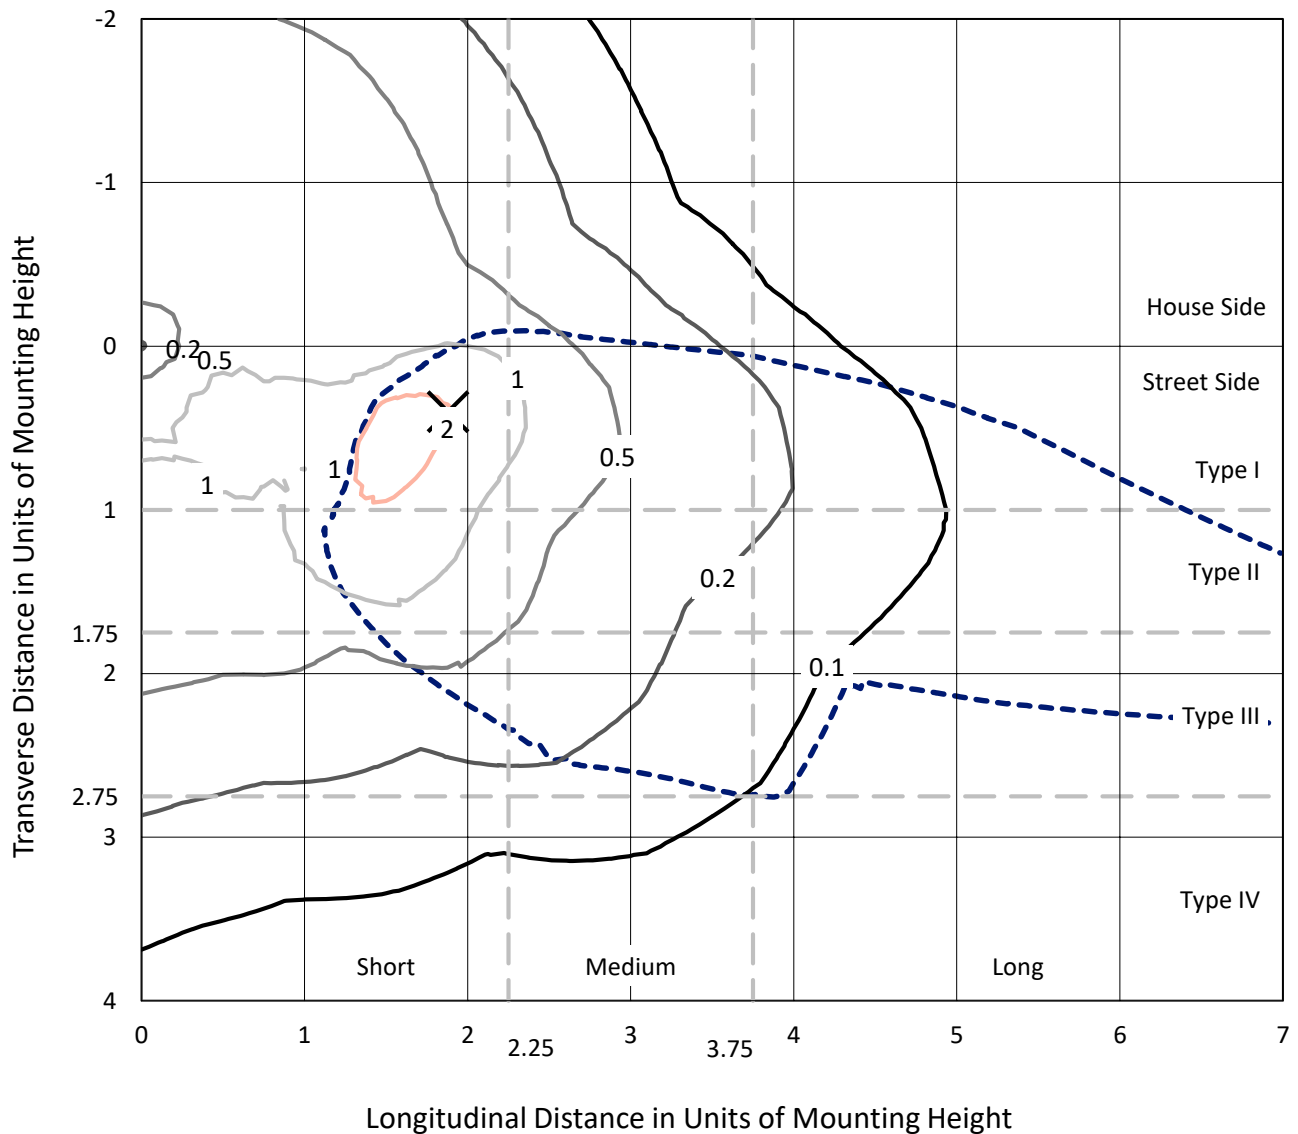 -2
-1
House Side
0
0.2
0.5
Street Side
1
2
0.5
1
1
Type I
1
0.2
Type II
1.75
2
0.1
Type III
2.75
3
Type IV
Short
Medium
Long
4
0
1
2
2.25
3
3.75
4
5
6
7
Transverse Distance in Units of Mounting Height
Longitudinal Distance in Units of Mounting Height